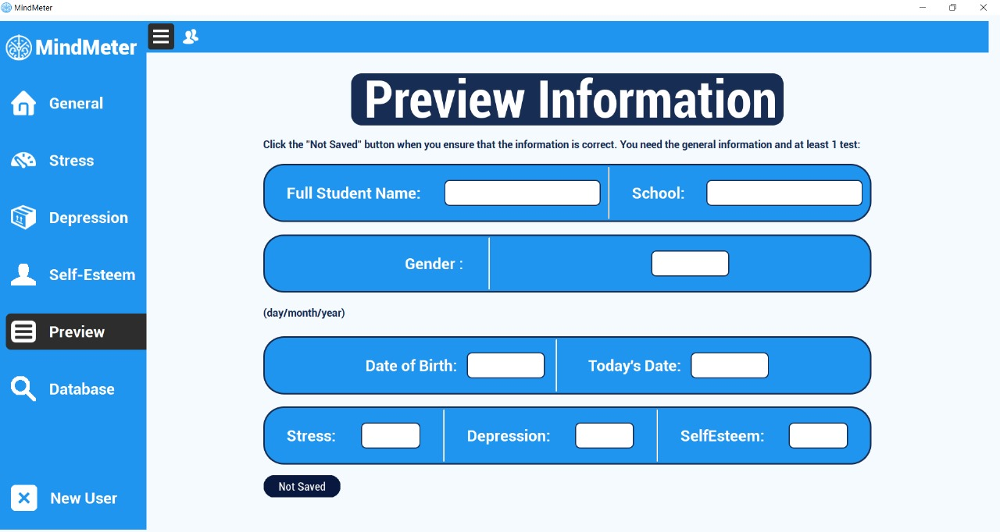 MindMeter
MindMeter
General
Stress
Depression
Self-Esteem
Preview
Database
New User
Preview Information
Click the "Not Saved" button when you ensure that the information is correct. You need the general information and at least 1 test:
Full Student Name: School:
Gender :
(day/month/year)
Date of Birth: Today's Date:
Stress: Depression: SelfEsteem:
Not Saved